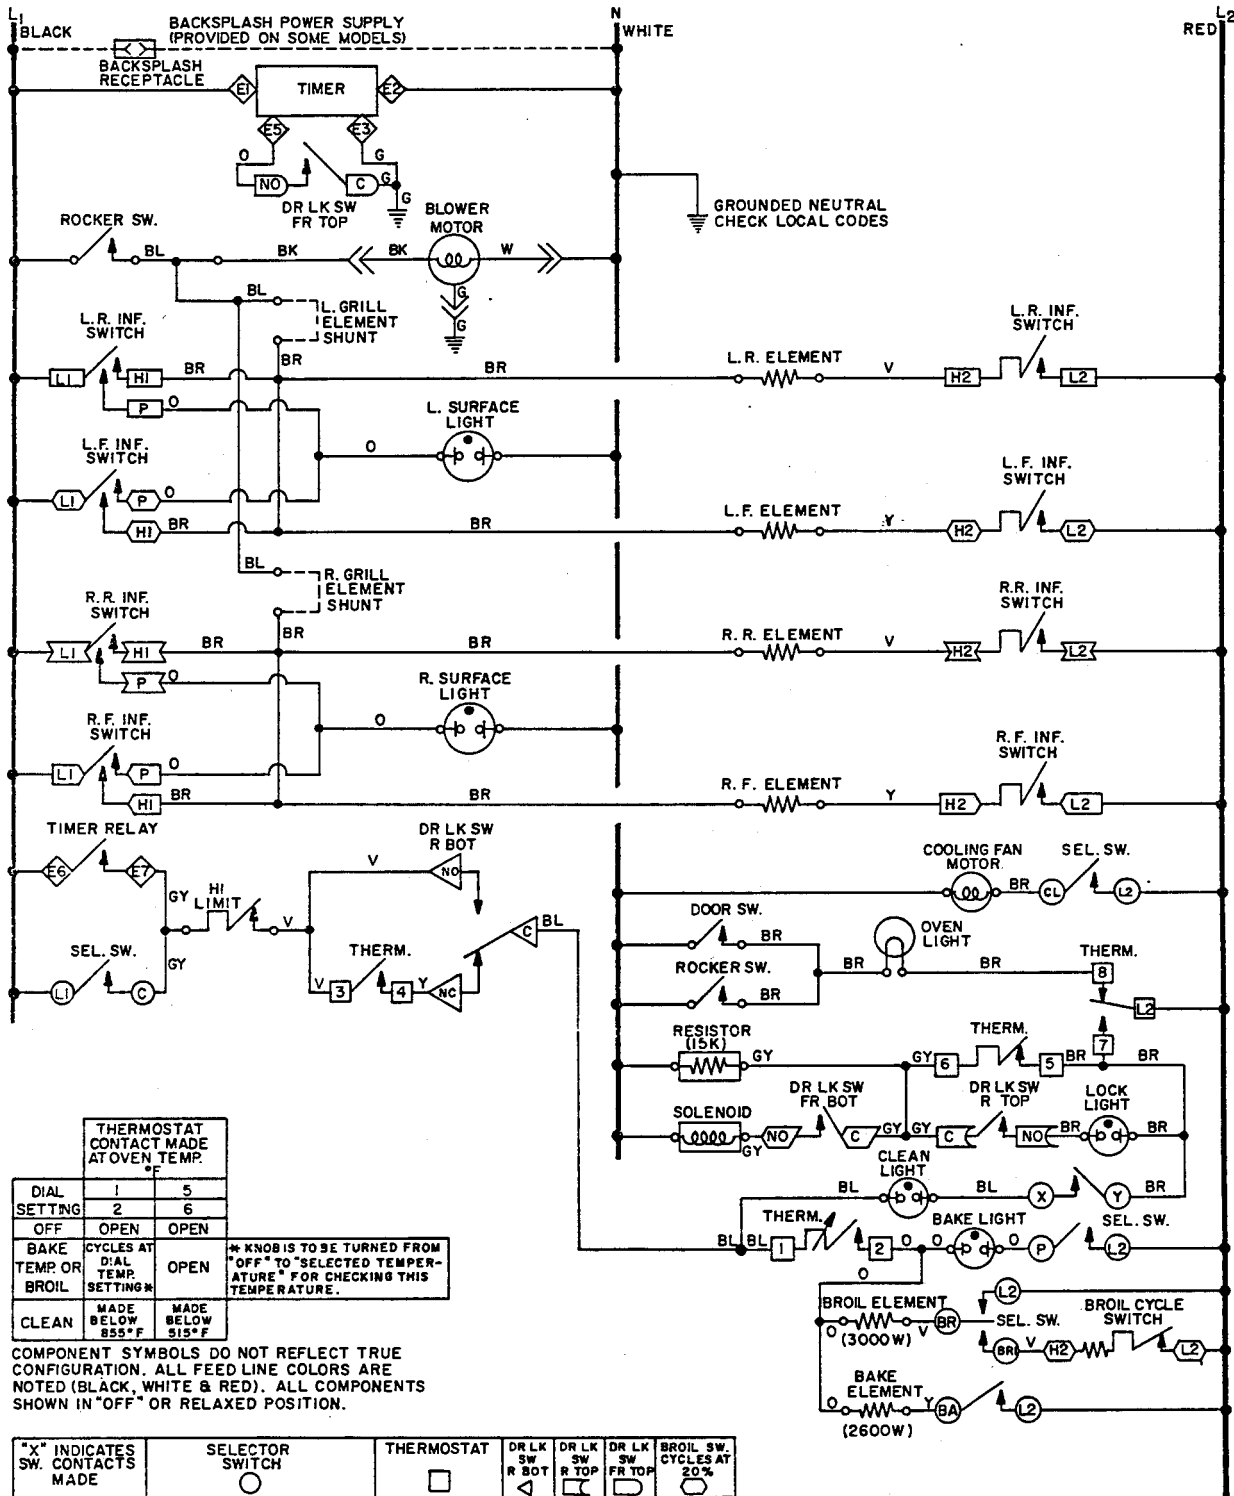 L1
BLACK
BACKSPLASH POWER SUPPLY
(PROVIDED ON SOME MODELS)
N
WHITE
L2
RED
BACKSPLASH
RECEPTACLE
E1
TIMER
E2
E5
E3
O
G
NO
C
G
G
DR LK SW
FR TOP
GROUNDED NEUTRAL
CHECK LOCAL CODES
ROCKER SW.
BLOWER
MOTOR
BL
BK
BK
W
G
G
BL
L. GRILL
ELEMENT
SHUNT
L.R. INF.
SWITCH
L.R. INF.
SWITCH
BR
L1
HI
BR
BR
L.R. ELEMENT
V
H2
L2
P
O
L. SURFACE
LIGHT
O
L.F. INF.
SWITCH
L.F. INF.
SWITCH
L1
P
O
HI
BR
BR
L.F. ELEMENT
Y
H2
L2
BL
R. GRILL
ELEMENT
SHUNT
R.R. INF.
SWITCH
R.R. INF.
SWITCH
BR
L1
HI
BR
BR
R.R. ELEMENT
V
H2
L2
P
O
R. SURFACE
LIGHT
O
R.F. INF.
SWITCH
R.F. INF.
SWITCH
L1
P
O
HI
BR
BR
R.F. ELEMENT
Y
H2
L2
TIMER RELAY
E6
E7
GY
HI
LIMIT
V
DR LK SW
R BOT
V
NO
C
BL
SEL. SW.
L1
C
GY
THERM.
V
3
4
Y
NC
COOLING FAN
MOTOR
SEL. SW.
BR
CL
L2
DOOR SW.
BR
OVEN
LIGHT
ROCKER SW.
BR
BR
BR
THERM.
8
L2
7
RESISTOR
(15K)
GY
THERM.
GY
6
5
BR
BR
SOLENOID
GY
DR LK SW
FR BOT
NO
C
GY
GY
DR LK SW
R TOP
C
NO
BR
LOCK
LIGHT
BR
CLEAN
LIGHT
BL
BL
X
Y
BR
THERM.
BL
BL
1
2
O
O
BAKE LIGHT
O
P
SEL. SW.
L2
O
BROIL ELEMENT
O
(3000W)
V
BR
L2
SEL. SW.
BR1
V
BROIL CYCLE
SWITCH
H2
L2
BAKE
ELEMENT
O
(2600W)
Y
BA
L2
THERMOSTAT
CONTACT MADE
AT OVEN TEMP.
°F
DIAL
SETTING
1
2
5
6
OFF
OPEN
OPEN
BAKE
TEMP. OR
BROIL
CYCLES AT
DIAL
TEMP.
SETTING*
OPEN
* KNOB IS TO BE TURNED FROM
"OFF" TO "SELECTED TEMPER-
ATURE" FOR CHECKING THIS
TEMPERATURE.
CLEAN
MADE
BELOW
855°F
MADE
BELOW
515°F
COMPONENT SYMBOLS DO NOT REFLECT TRUE
CONFIGURATION. ALL FEED LINE COLORS ARE
NOTED (BLACK, WHITE & RED). ALL COMPONENTS
SHOWN IN "OFF" OR RELAXED POSITION.
"X" INDICATES
SW. CONTACTS
MADE
SELECTOR
SWITCH
THERMOSTAT
DR LK
SW
R BOT
DR LK
SW
R TOP
DR LK
SW
FR TOP
BROIL SW.
CYCLES AT
20%